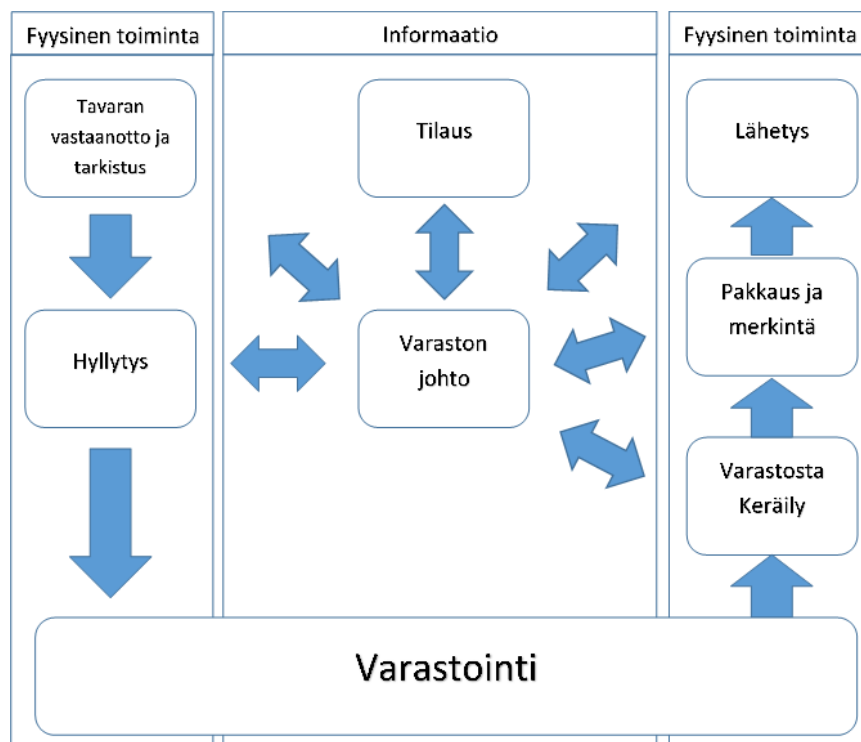 Fyysinen toiminta
Informaatio
Fyysinen toiminta
Tavaran
vastaanotto ja
tarkistus
Tilaus
Lähetys
Hyllytys
Varaston
johto
Pakkaus ja
merkintä
Varastosta
Keräily
Varastointi